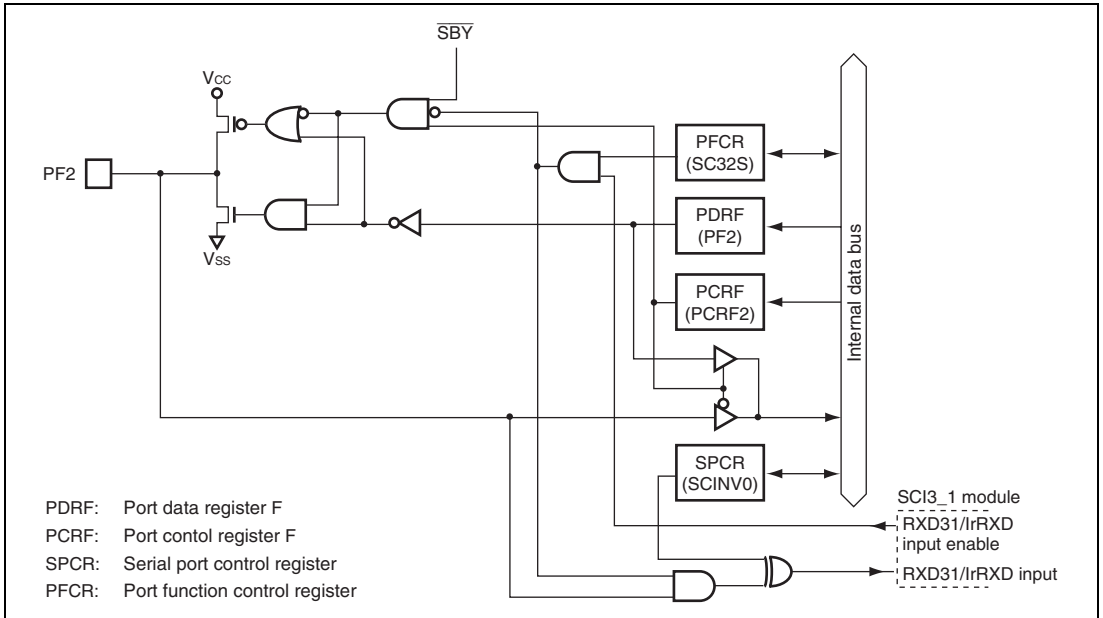 SBY
Vcc
PF2
Vss
PFCR
(SC32S)
PDRF
(PF2)
PCRF
(PCRF2)
SPCR
(SCINV0)
Internal data bus
SCI3_1 module
RXD31/IrRXD
input enable
RXD31/IrRXD input
PDRF: Port data register F
PCRF: Port contol register F
SPCR: Serial port control register
PFCR: Port function control register